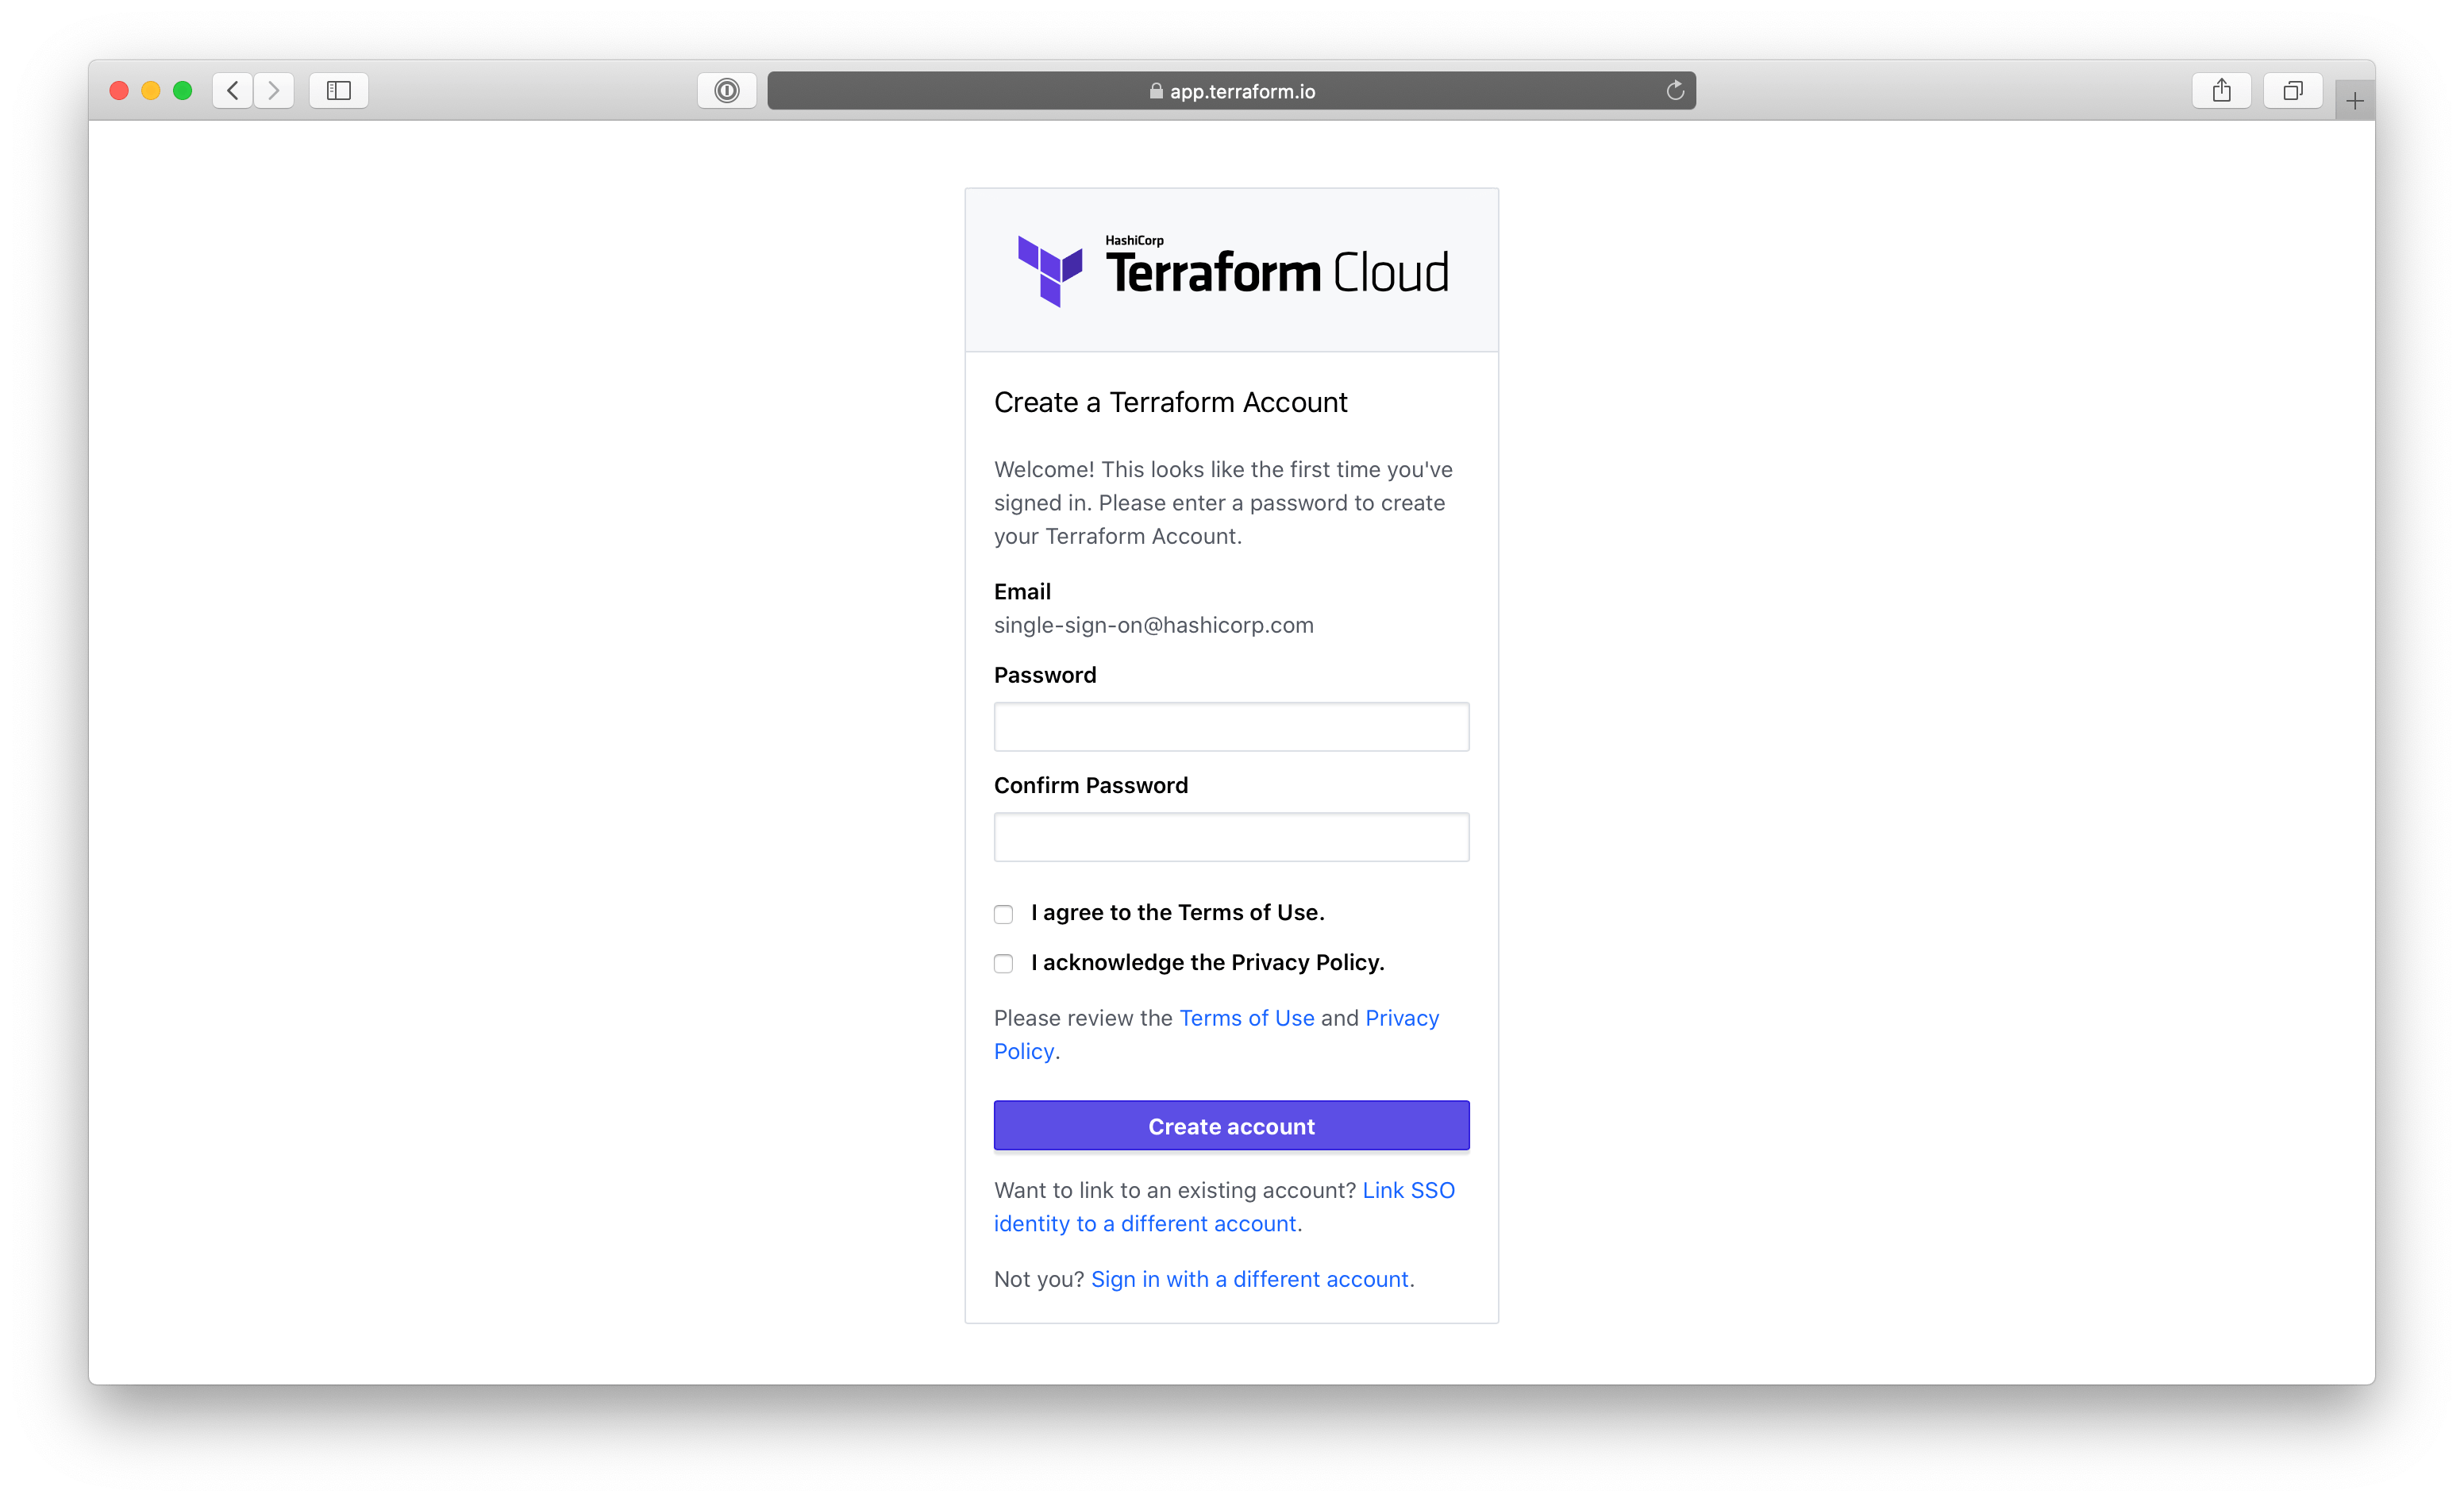 app.terraform.io
HashiCorp
Terraform Cloud
Create a Terraform Account
Welcome! This looks like the first time you've
signed in. Please enter a password to create
your Terraform Account.
Email
single-sign-on@hashicorp.com
Password
Confirm Password
I agree to the Terms of Use.
I acknowledge the Privacy Policy.
Please review the Terms of Use and Privacy
Policy.
Create account
Want to link to an existing account? Link SSO
identity to a different account.
Not you? Sign in with a different account.